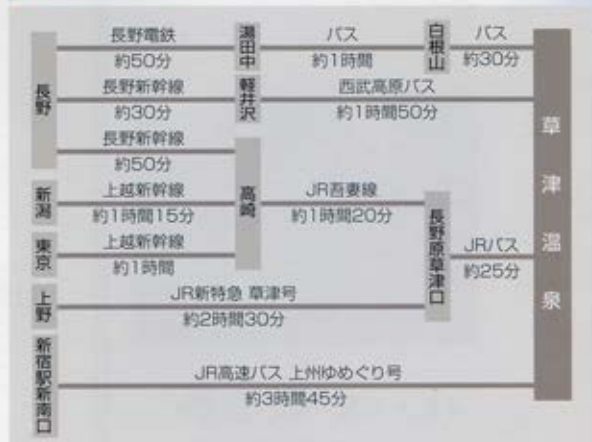 長野
長野電鉄
約50分
湯田中
バス
約1時間
白根山
バス
約30分
長野新幹線
約30分
軽井沢
西武高原バス
約1時間50分
長野新幹線
約50分
新潟
上越新幹線
約1時間15分
高崎
JR吾妻線
約1時間20分
長野原草津口
JRバス
約25分
東京
上越新幹線
約1時間
上野
JR新特急 草津号
約2時間30分
新宿駅新南口
JR高速バス 上州ゆめぐり号
約3時間45分
草津温泉